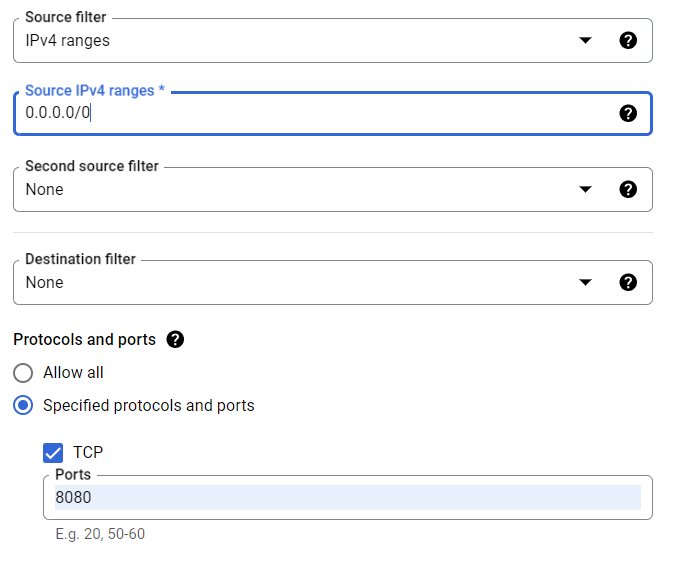 Source filter
IPv4 ranges
Source IPv4 ranges *
0.0.0.0/0
Second source filter
None
Destination filter
None
Protocols and ports
Allow all
Specified protocols and ports
TCP
Ports
8080
E.g. 20, 50-60